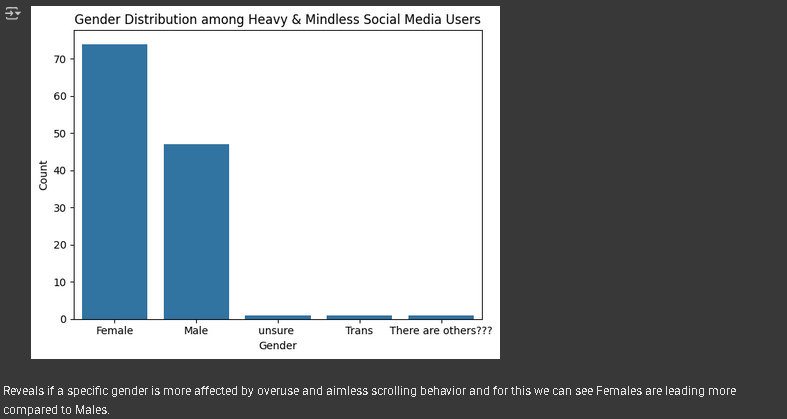 Gender Distribution among Heavy & Mindless Social Media Users
70
60
50
40
30
20
10
0
Count
Female Male unsure Trans There are others???
Gender
Reveals if a specific gender is more affected by overuse and aimless scrolling behavior and for this we can see Females are leading more
compared to Males.